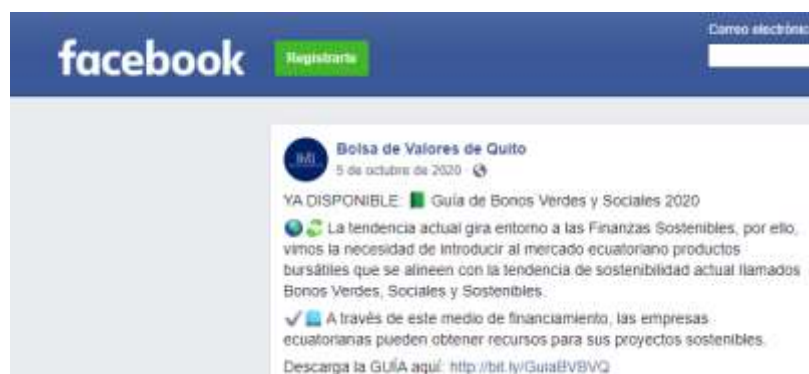 Correo electrónic
facebook
Registrarte
Bolsa de Valores de Quito
5 de octubre de 2020
YA DISPONIBLE: Guía de Bonos Verdes y Sociales 2020
La tendencia actual gira entorno a las Finanzas Sostenibles, por ello,
vimos la necesidad de introducir al mercado ecuatoriano productos
bursátiles que se alineen con la tendencia de sostenibilidad actual llamados
Bonos Verdes, Sociales y Sostenibles.
A través de este medio de financiamiento, las empresas
ecuatorianas pueden obtener recursos para sus proyectos sostenibles.
Descarga la GUÍA aquí: http://bit.ly/GuiaBVBVQ